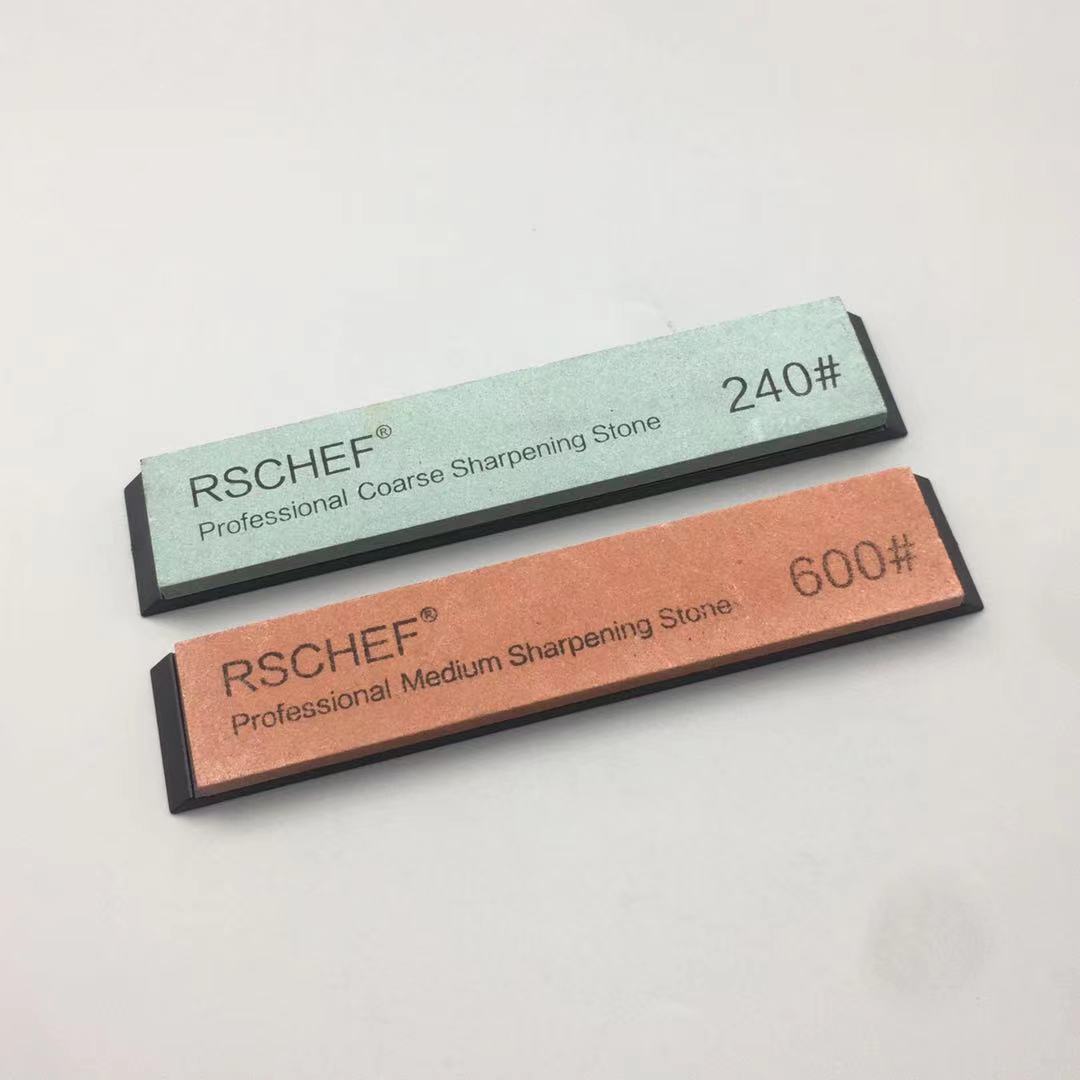 RSCHEF®
Professional Coarse Sharpening Stone
240#
RSCHEF®
Professional Medium Sharpening Stone
600#